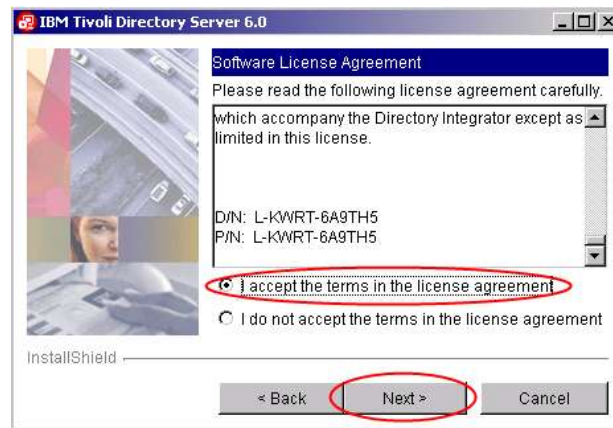 IBM Tivoli Directory Server 6.0
Software License Agreement
Please read the following license agreement carefully.
which accompany the Directory Integrator except as
limited in this license.
D/N: L-KWRT-6A9TH5
P/N: L-KWRT-6A9TH5
I accept the terms in the license agreement
I do not accept the terms in the license agreement
InstallShield
< Back
Next >
Cancel